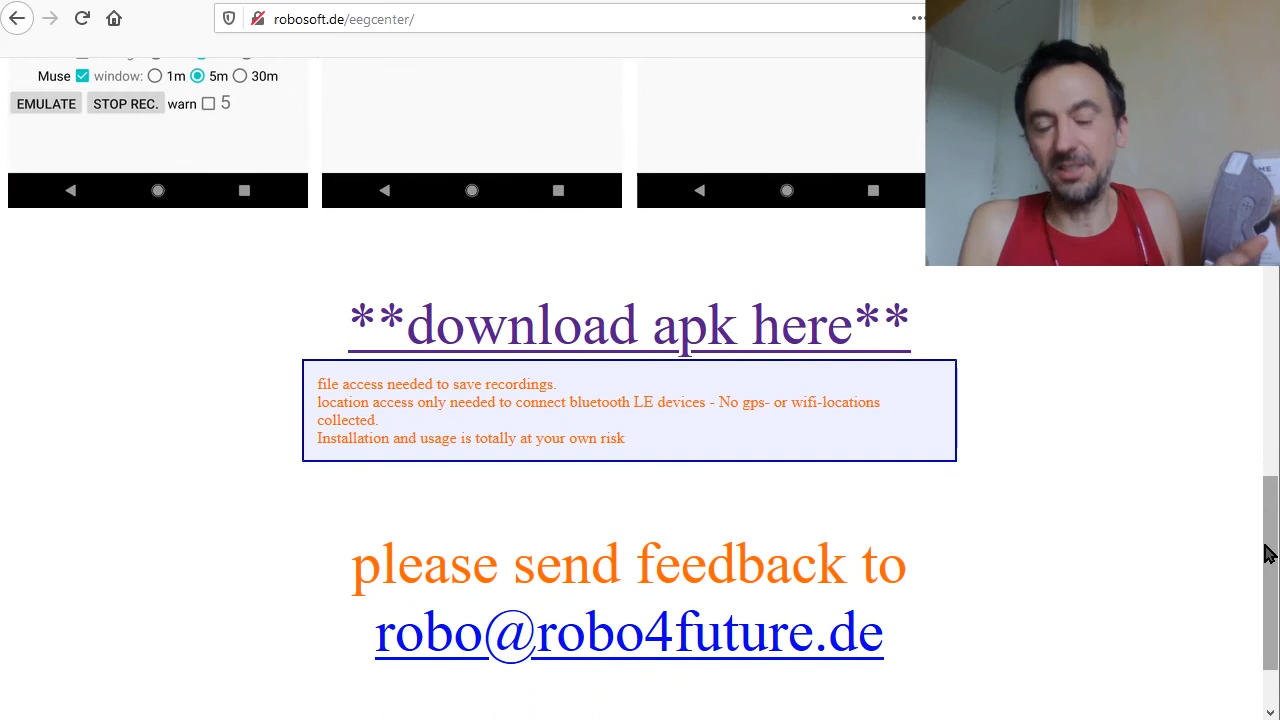 robosoft.de/eegcenter/
Muse window: 1m 5m 30m
EMULATE STOP REC. warn 5
**download apk here**
file access needed to save recordings.
location access only needed to connect bluetooth LE devices - No gps- or wifi-locations
collected.
Installation and usage is totally at your own risk
please send feedback to
robo@robo4future.de